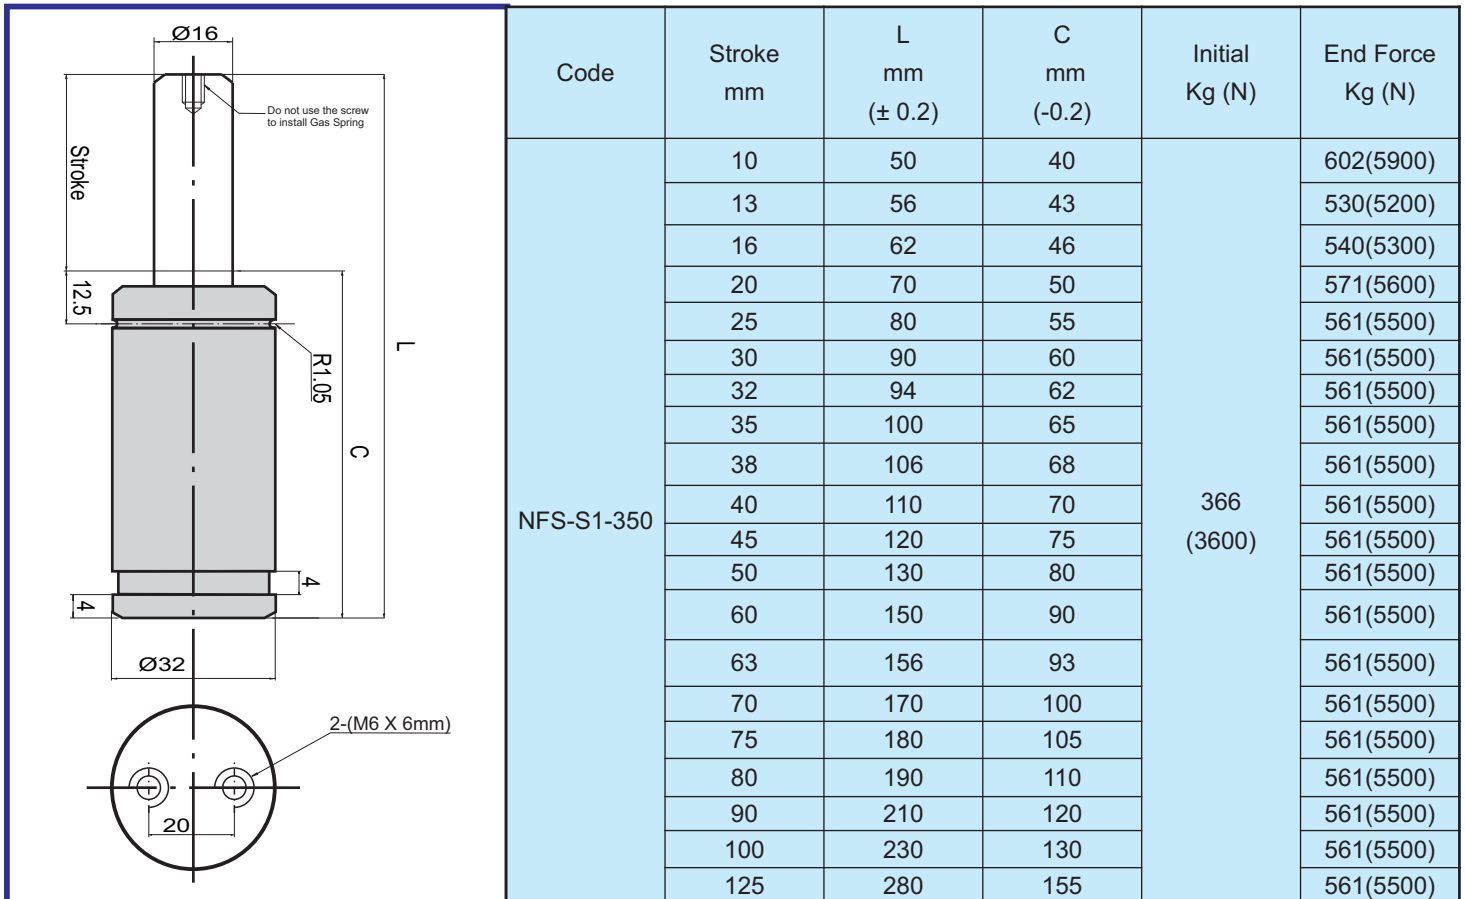 Ø16
Do not use the screw
to install Gas Spring
Stroke
12.5
R1.05
L
C
4
4
Ø32
2-(M6 X 6mm)
20
Code Stroke mm L mm (± 0.2) C mm (-0.2) Initial Kg (N) End Force Kg (N)
NFS-S1-350
366
(3600)
10 50 40 602(5900)
13 56 43 530(5200)
16 62 46 540(5300)
20 70 50 571(5600)
25 80 55 561(5500)
30 90 60 561(5500)
32 94 62 561(5500)
35 100 65 561(5500)
38 106 68 561(5500)
40 110 70 561(5500)
45 120 75 561(5500)
50 130 80 561(5500)
60 150 90 561(5500)
63 156 93 561(5500)
70 170 100 561(5500)
75 180 105 561(5500)
80 190 110 561(5500)
90 210 120 561(5500)
100 230 130 561(5500)
125 280 155 561(5500)